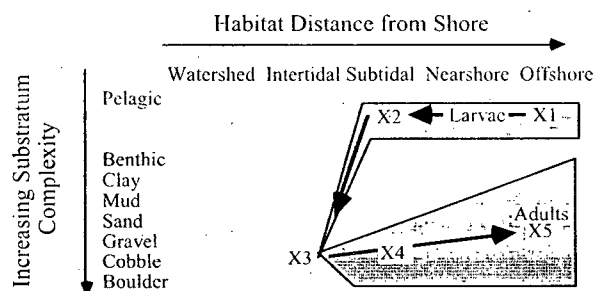 Habitat Distance from Shore
Watershed Intertidal Subtidal Nearshore Offshore
Increasing Substratum
Complexity
Pelagic
X2 Larvae X1
Benthic
Clay
Mud
Sand
Gravel
Cobble
Boulder
Adults
X5
X4
X3